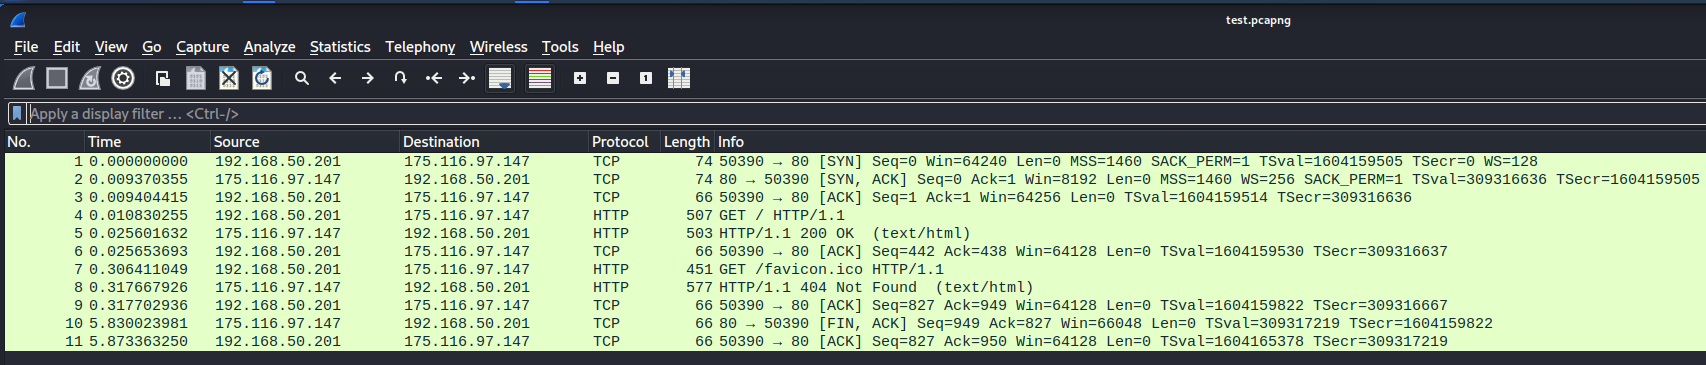 test.pcapng
File Edit View Go Capture Analyze Statistics Telephony Wireless Tools Help
Apply a display filter … <Ctrl-/>
No. Time Source Destination Protocol Length Info
1 0.000000000 192.168.50.201 175.116.97.147 TCP 74 50390 → 80 [SYN] Seq=0 Win=64240 Len=0 MSS=1460 SACK_PERM=1 TSval=1604159505 TSecr=0 WS=128
2 0.009370355 175.116.97.147 192.168.50.201 TCP 74 80 → 50390 [SYN, ACK] Seq=0 Ack=1 Win=8192 Len=0 MSS=1460 WS=256 SACK_PERM=1 TSval=309316636 TSecr=1604159505
3 0.009404415 192.168.50.201 175.116.97.147 TCP 66 50390 → 80 [ACK] Seq=1 Ack=1 Win=64256 Len=0 TSval=1604159514 TSecr=309316636
4 0.010830255 192.168.50.201 175.116.97.147 HTTP 507 GET / HTTP/1.1
5 0.025601632 175.116.97.147 192.168.50.201 HTTP 503 HTTP/1.1 200 OK (text/html)
6 0.025653693 192.168.50.201 175.116.97.147 TCP 66 50390 → 80 [ACK] Seq=442 Ack=438 Win=64128 Len=0 TSval=1604159530 TSecr=309316637
7 0.306411049 192.168.50.201 175.116.97.147 HTTP 451 GET /favicon.ico HTTP/1.1
8 0.317667926 175.116.97.147 192.168.50.201 HTTP 577 HTTP/1.1 404 Not Found (text/html)
9 0.317702936 192.168.50.201 175.116.97.147 TCP 66 50390 → 80 [ACK] Seq=827 Ack=949 Win=64128 Len=0 TSval=1604159822 TSecr=309316667
10 5.830023981 175.116.97.147 192.168.50.201 TCP 66 80 → 50390 [FIN, ACK] Seq=949 Ack=827 Win=66048 Len=0 TSval=309317219 TSecr=1604159822
11 5.873363250 192.168.50.201 175.116.97.147 TCP 66 50390 → 80 [ACK] Seq=827 Ack=950 Win=64128 Len=0 TSval=1604165378 TSecr=309317219